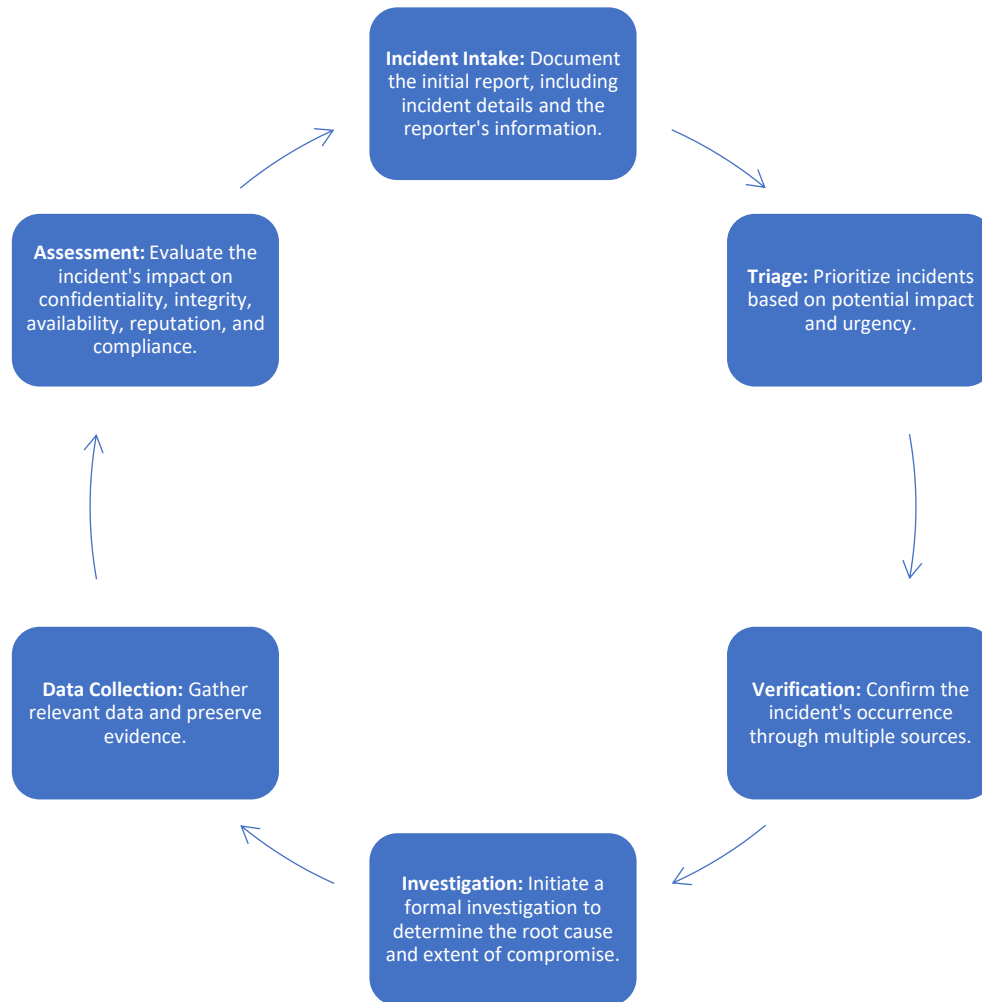 Incident Intake: Document
the initial report, including
incident details and the
reporter's information.
Triage: Prioritize incidents
based on potential impact
and urgency.
Verification: Confirm the
incident's occurrence
through multiple sources.
Investigation: Initiate a
formal investigation to
determine the root cause
and extent of compromise.
Data Collection: Gather
relevant data and preserve
evidence.
Assessment: Evaluate the
incident's impact on
confidentiality, integrity,
availability, reputation, and
compliance.